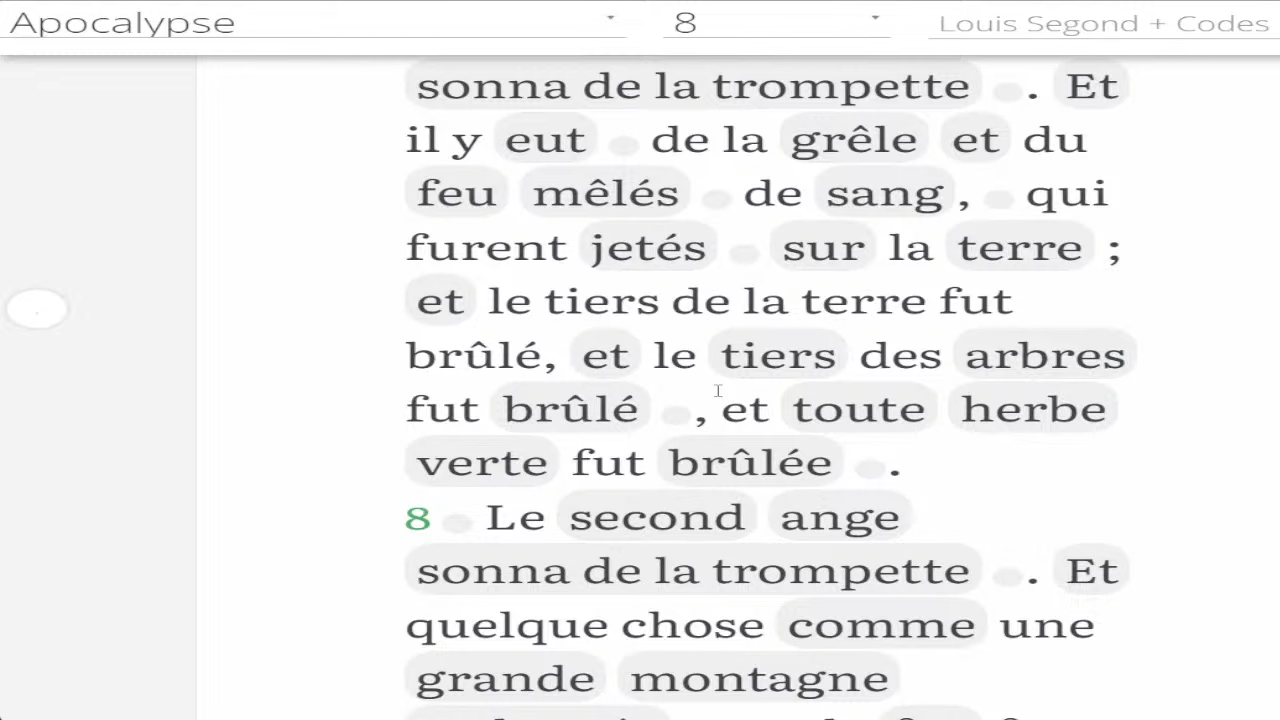 Apocalypse 8 Louis Segond + Codes
sonna de la trompette . Et
il y eut de la grêle et du
feu mêlés de sang , qui
furent jetés sur la terre ;
et le tiers de la terre fut
brûlé, et le tiers des arbres
fut brûlé , et toute herbe
verte fut brûlée .
8 Le second ange
sonna de la trompette . Et
quelque chose comme une
grande montagne